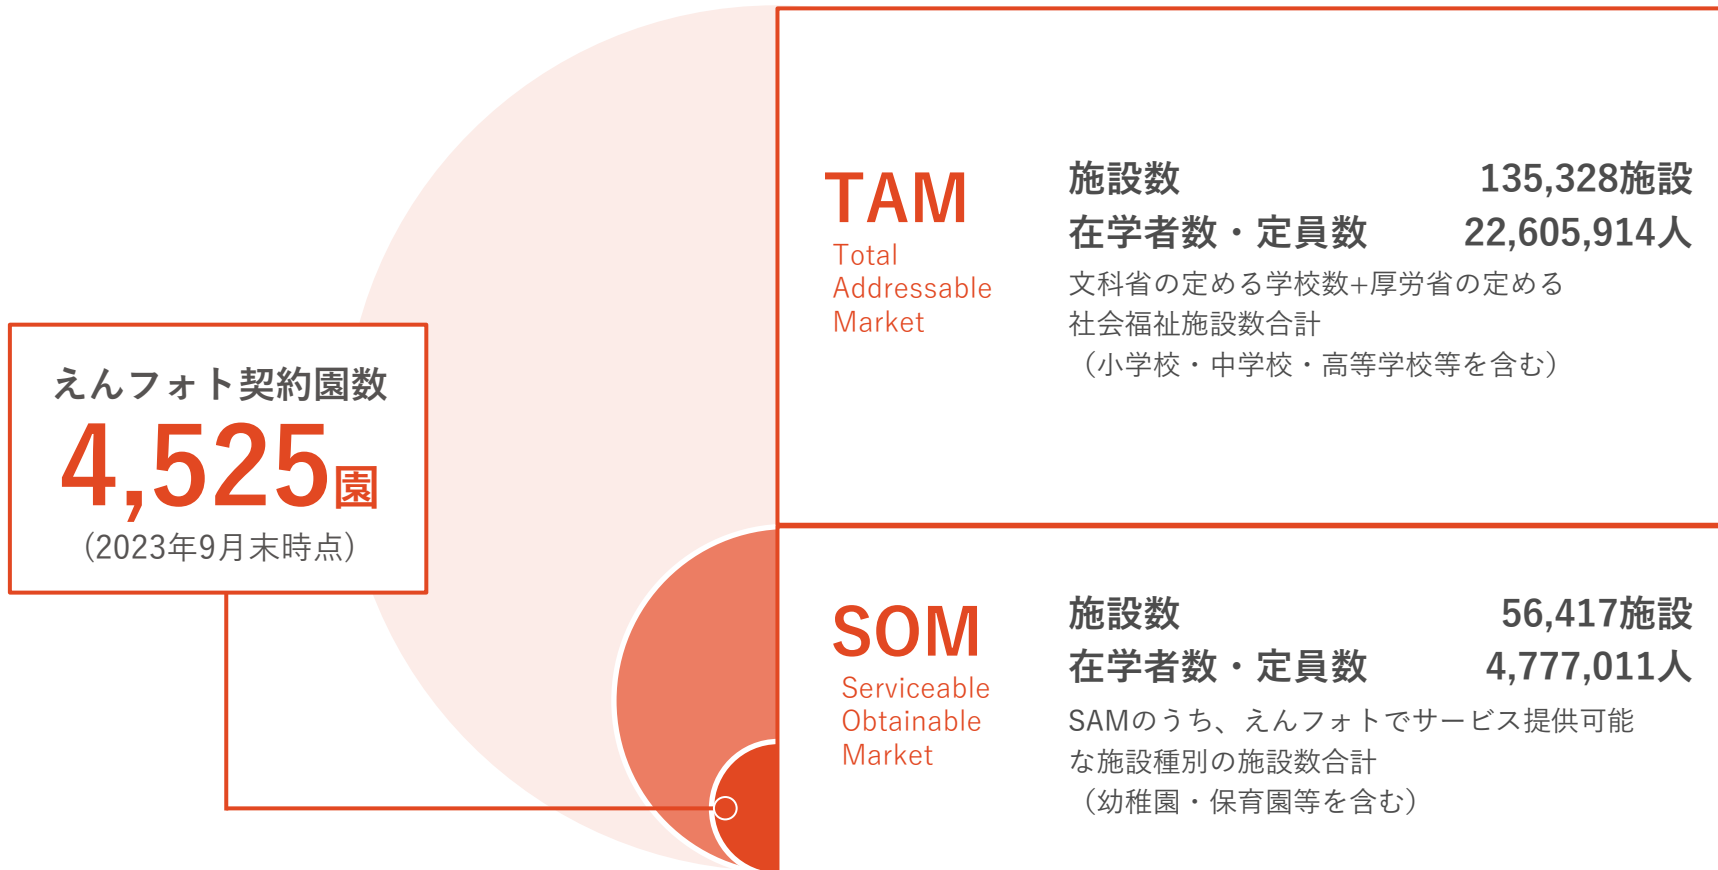 えんフォト契約園数
4,525園
（2023年9月末時点）
TAM
Total
Addressable
Market
施設数 135,328施設
在学者数・定員数 22,605,914人
文科省の定める学校数+厚労省の定める
社会福祉施設数合計
（小学校・中学校・高等学校等を含む）
SOM
Serviceable
Obtainable
Market
施設数 56,417施設
在学者数・定員数 4,777,011人
SAMのうち、えんフォトでサービス提供可能
な施設種別の施設数合計
（幼稚園・保育園等を含む）